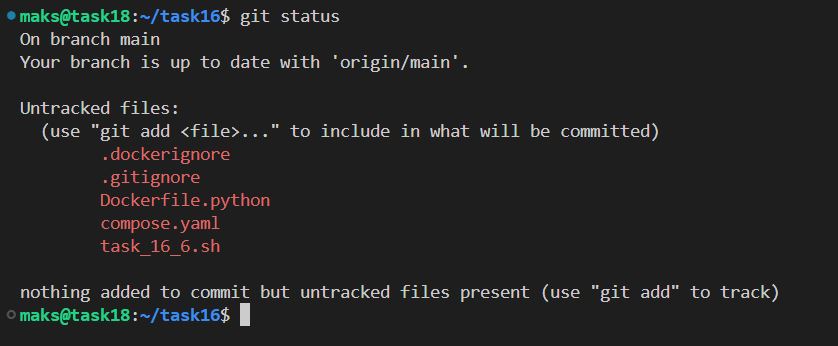 maks@task18:~/task16$ git status
On branch main
Your branch is up to date with 'origin/main'.
Untracked files:
(use "git add <file>..." to include in what will be committed)
.dockerignore
.gitignore
Dockerfile.python
compose.yaml
task_16_6.sh
nothing added to commit but untracked files present (use "git add" to track)
maks@task18:~/task16$